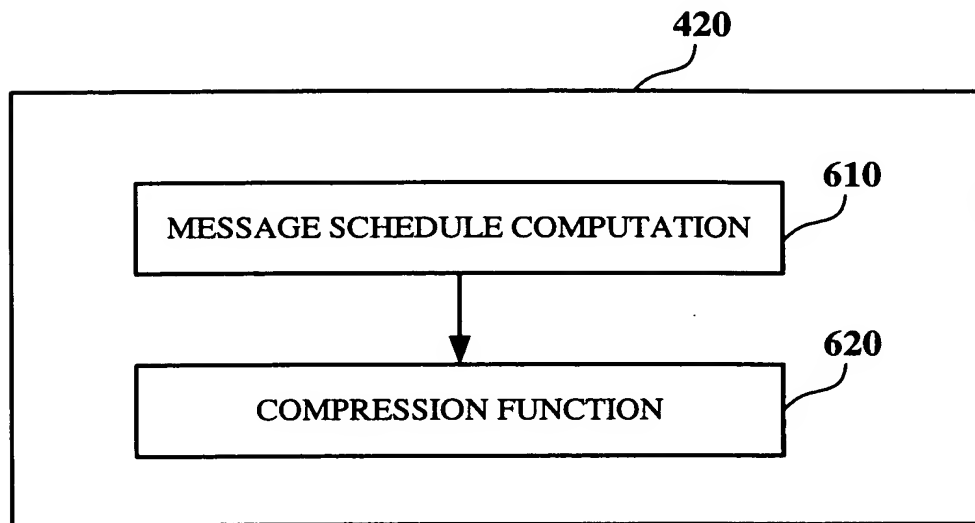 420
610
MESSAGE SCHEDULE COMPUTATION
620
COMPRESSION FUNCTION